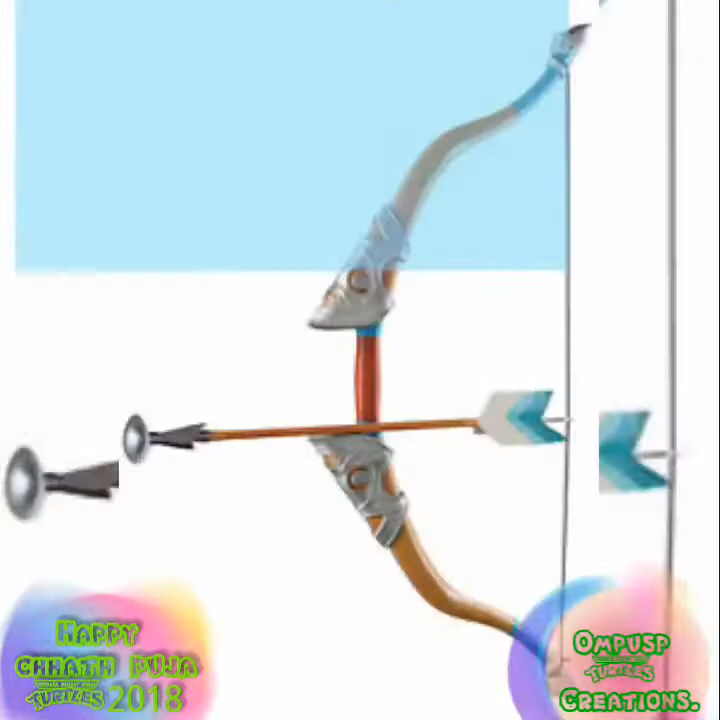 HAPPY
CHHATH PUJA
TURTLES 2018
OMPUSP
TURTLES
CREATIONS.